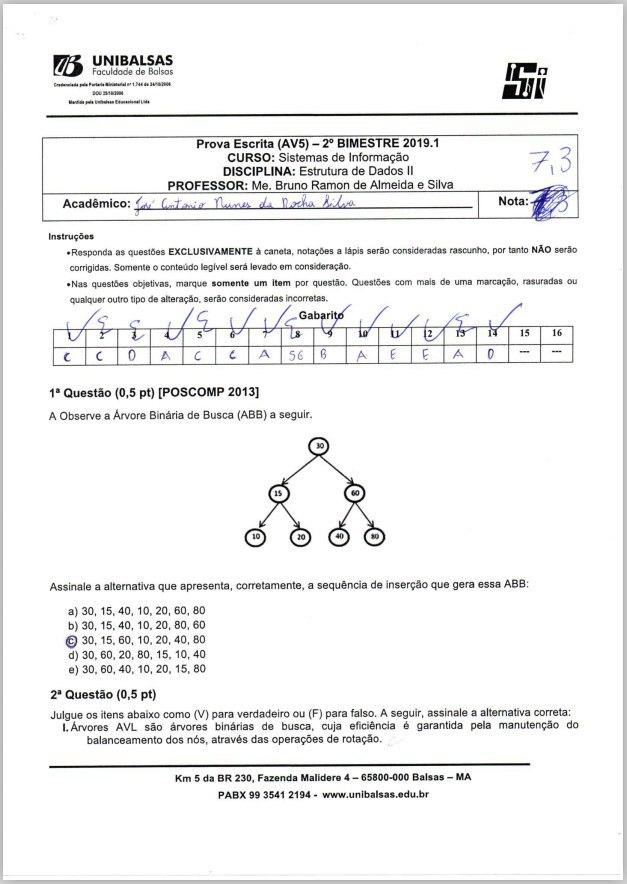 UNIBALSAS
Faculdade de Balsas
Credenciada pela Portaria Ministerial nº 1.744 de 24/10/2006
DOU 25/10/2006
Mantida pela Unibalsas Educacional Ltda
Si
Prova Escrita (AV5) – 2º BIMESTRE 2019.1
CURSO: Sistemas de Informação
DISCIPLINA: Estrutura de Dados II
PROFESSOR: Me. Bruno Ramon de Almeida e Silva
7,3
Acadêmico: José Antonio Nunes da Rocha Silva
Nota:
Instruções
•Responda as questões EXCLUSIVAMENTE à caneta, notações a lápis serão consideradas rascunho, por tanto NÃO serão
corrigidas. Somente o conteúdo legível será levado em consideração.
•Nas questões objetivas, marque somente um item por questão. Questões com mais de uma marcação, rasuradas ou
qualquer outro tipo de alteração, serão consideradas incorretas.
Gabarito
1 2 3 4 5 6 7 8 9 10 11 12 13 14 15 16
C C D A C C A 56 B A E E A D --- ---
1ª Questão (0,5 pt) [POSCOMP 2013]
A Observe a Árvore Binária de Busca (ABB) a seguir.
30
15 60
10 20 40 80
Assinale a alternativa que apresenta, corretamente, a sequência de inserção que gera essa ABB:
a) 30, 15, 40, 10, 20, 60, 80
b) 30, 15, 40, 10, 20, 80, 60
c) 30, 15, 60, 10, 20, 40, 80
d) 30, 60, 20, 80, 15, 10, 40
e) 30, 60, 40, 10, 20, 15, 80
2ª Questão (0,5 pt)
Julgue os itens abaixo como (V) para verdadeiro ou (F) para falso. A seguir, assinale a alternativa correta:
I. Árvores AVL são árvores binárias de busca, cuja eficiência é garantida pela manutenção do
balanceamento dos nós, através das operações de rotação.
Km 5 da BR 230, Fazenda Malidere 4 – 65800-000 Balsas – MA
PABX 99 3541 2194 - www.unibalsas.edu.br